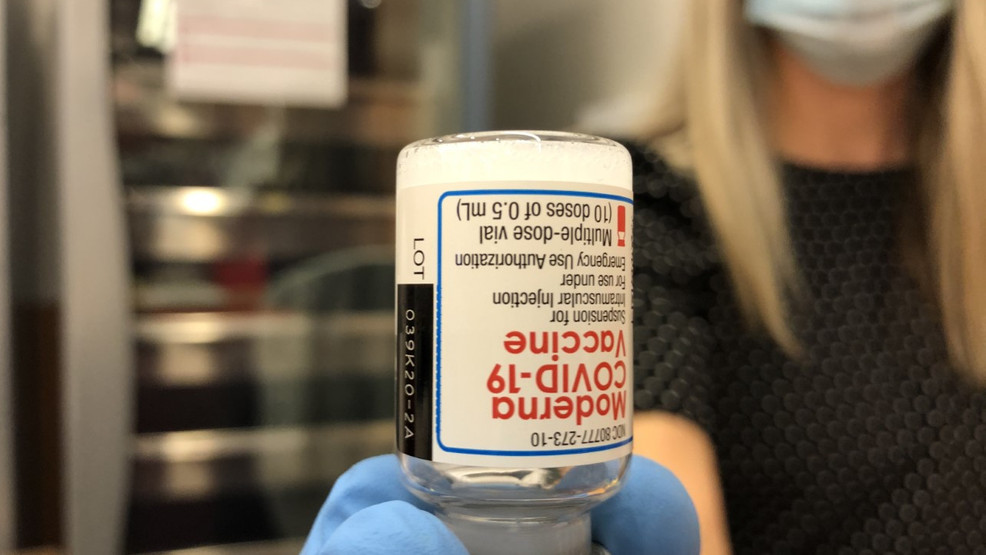 NDC 80777-273-10
Moderna
COVID-19
Vaccine
Suspension for
Intramuscular Injection
For use under
Emergency Use Authorization
Multiple-dose vial
(10 doses of 0.5 mL)
LOT
039K20-2A